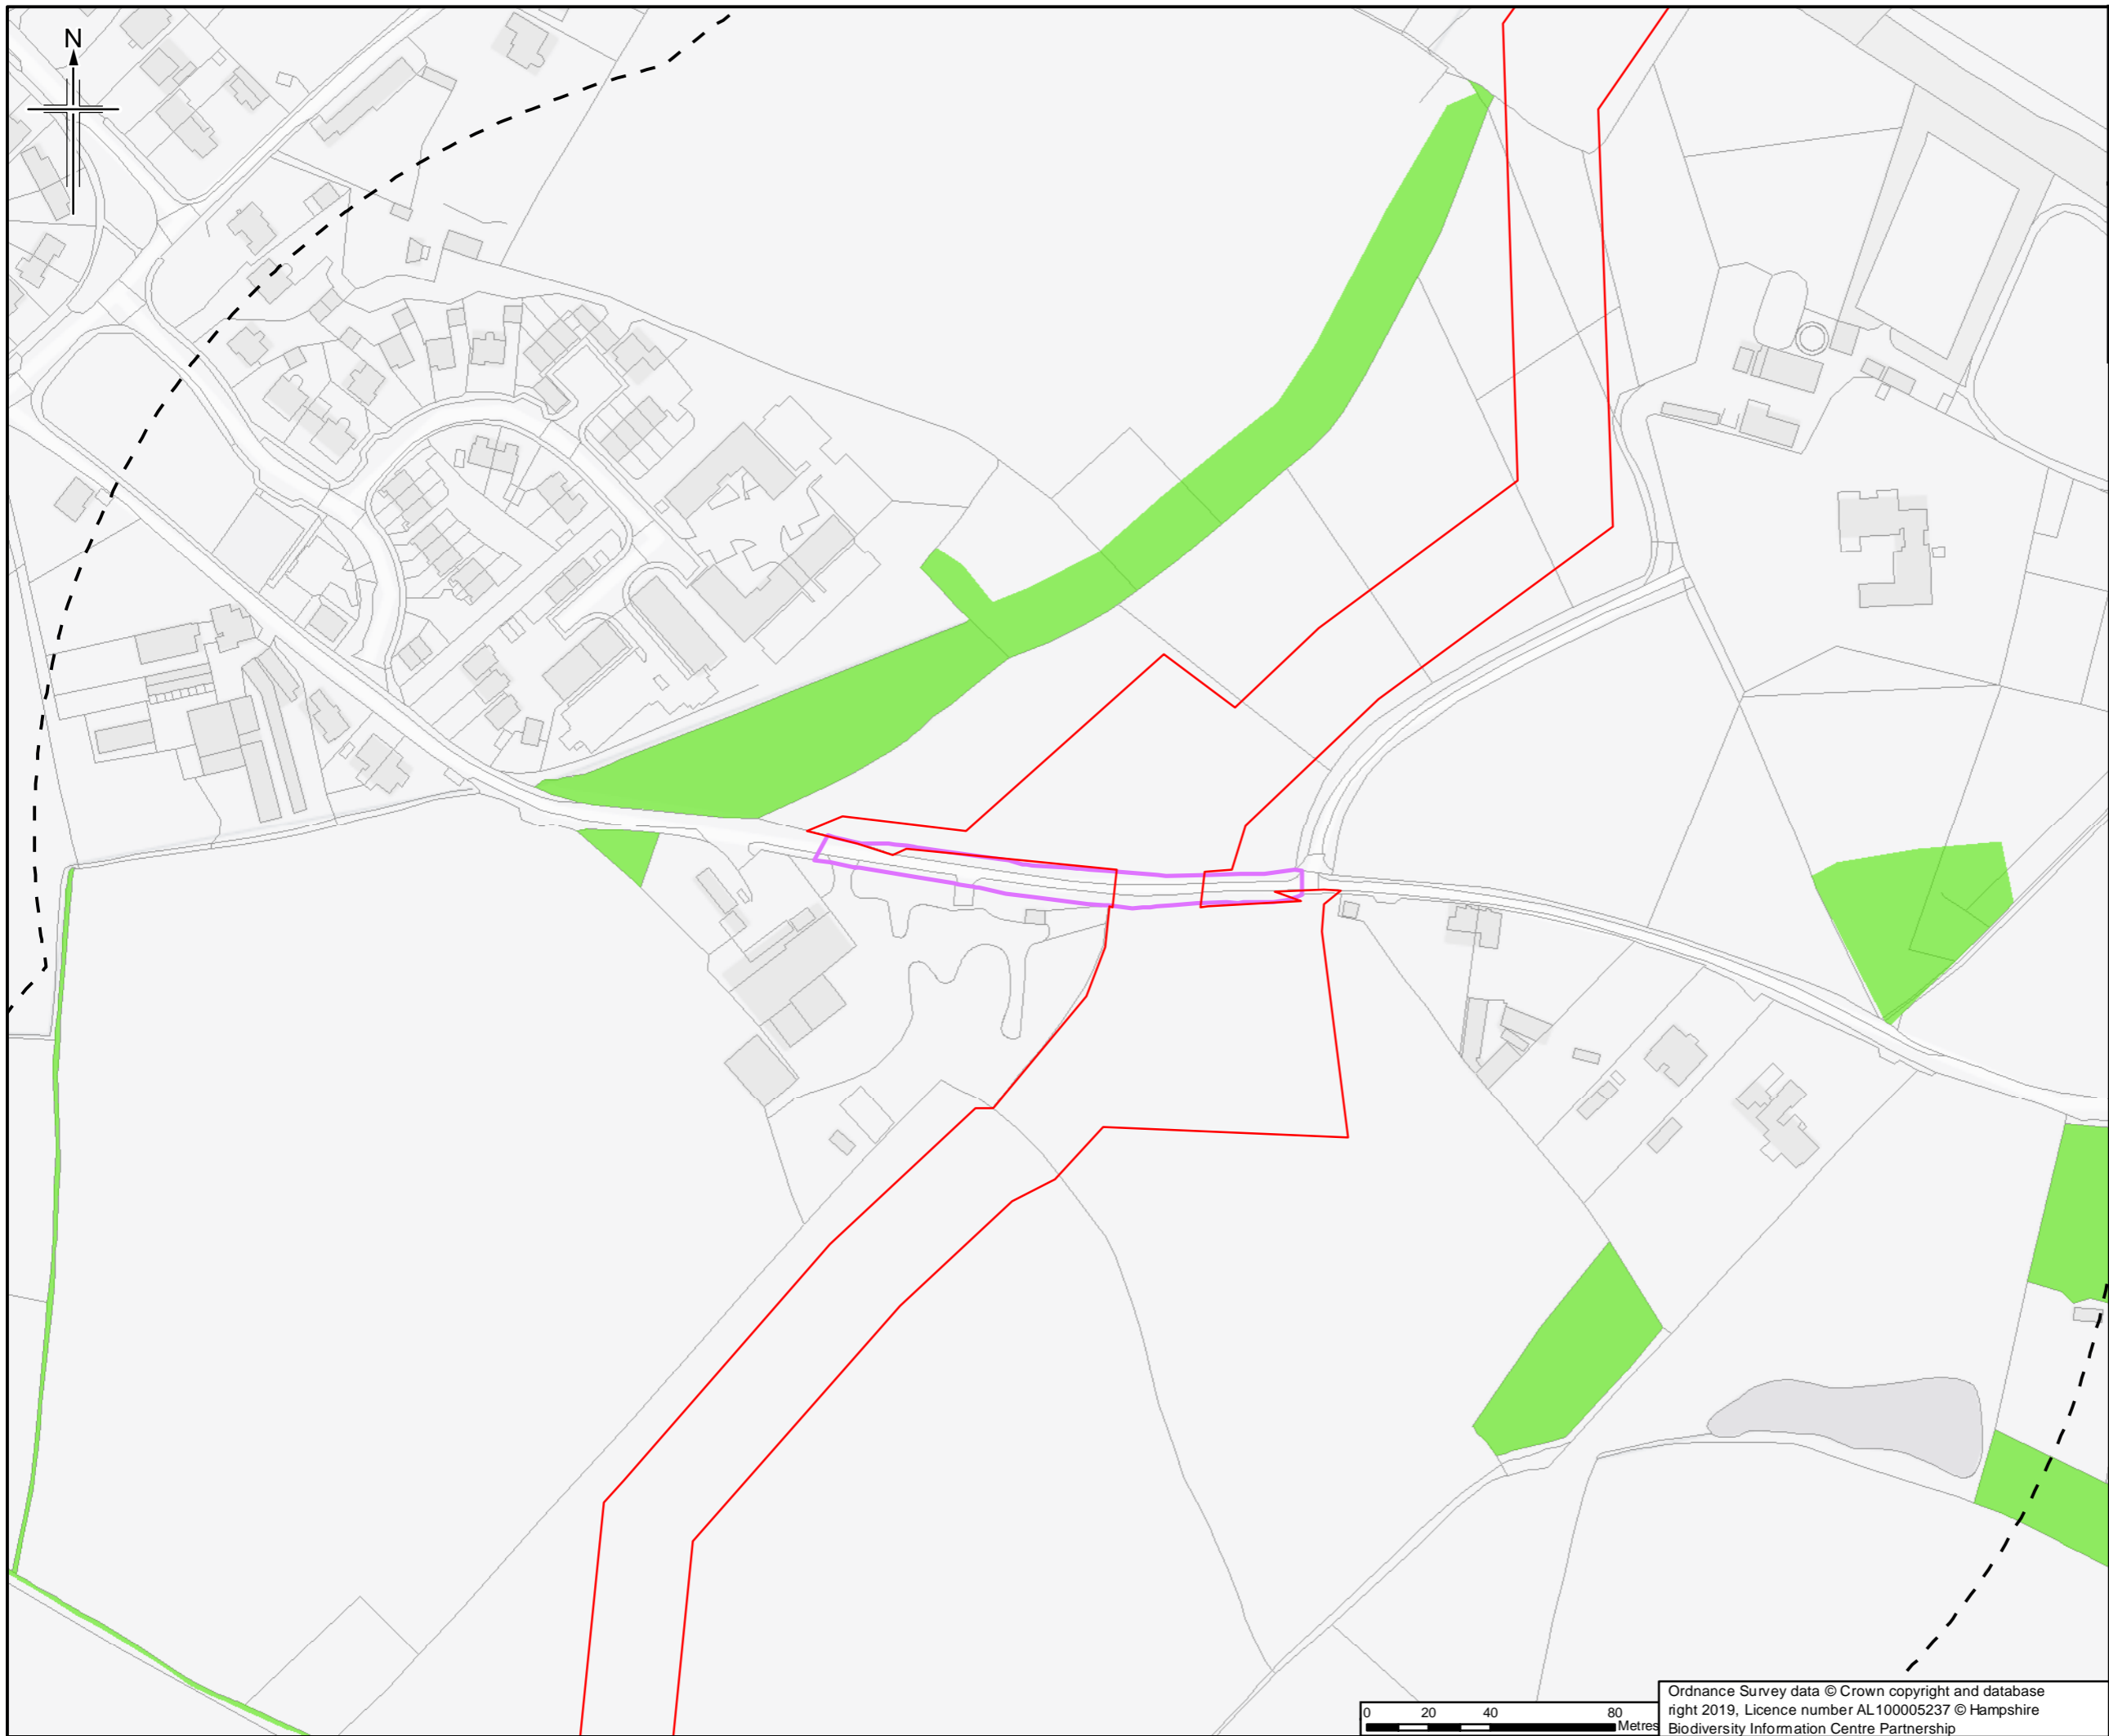 N
0 20 40 80
Metres
Ordnance Survey data © Crown copyright and database
right 2019, Licence number AL100005237 © Hampshire
Biodiversity Information Centre Partnership